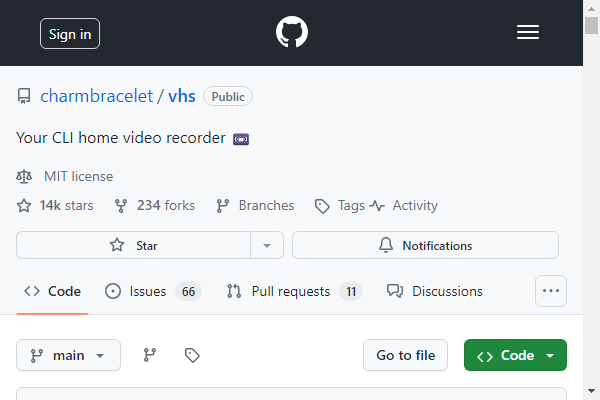 Sign in
charmbracelet / vhs Public
Your CLI home video recorder
MIT license
14k stars 234 forks Branches Tags Activity
Star Notifications
Code Issues 66 Pull requests 11 Discussions
main Go to file Code